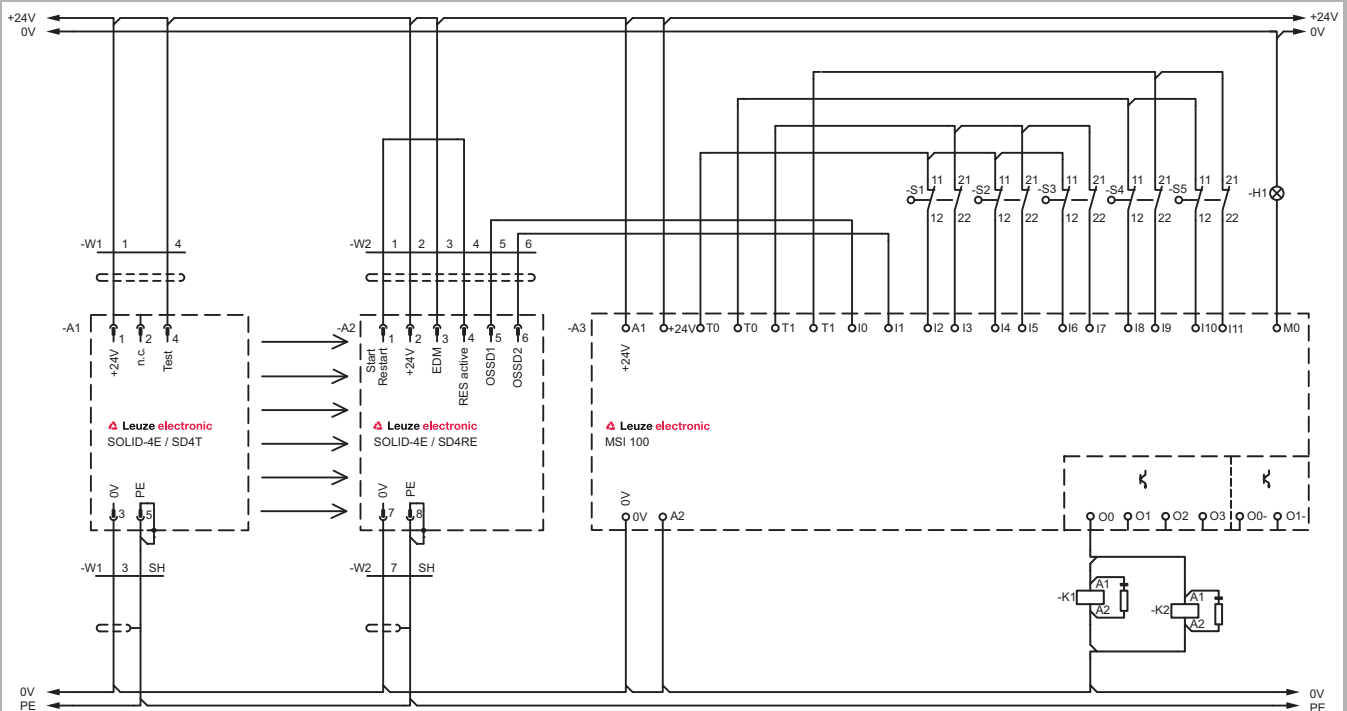 +24V +24V
0V 0V
11 21 11 21 11 21 11 21 11 21
-S1 -S2 -S3 -S4 -S5 -H1
12 22 12 22 12 22 12 22 12 22
-W1 1 4 -W2 1 2 3 4 5 6
-A1 1 2 4 -A2 1 2 3 4 5 6 -A3 A1 +24V T0 T0 T1 T1 I0 I1 I2 I3 I4 I5 I6 I7 I8 I9 I10 I11 M0
+24V n.c. Test Start Restart +24V EDM RES active OSSD1 OSSD2 +24V
Leuze electronic Leuze electronic Leuze electronic
SOLID-4E / SD4T SOLID-4E / SD4RE MSI 100
0V PE 0V PE 0V
3 5 7 8 0V A2 O0 O1 O2 O3 O0- O1-
-W1 3 SH -W2 7 SH
-K1 A1 A2 -K2 A1 A2
0V 0V
PE PE